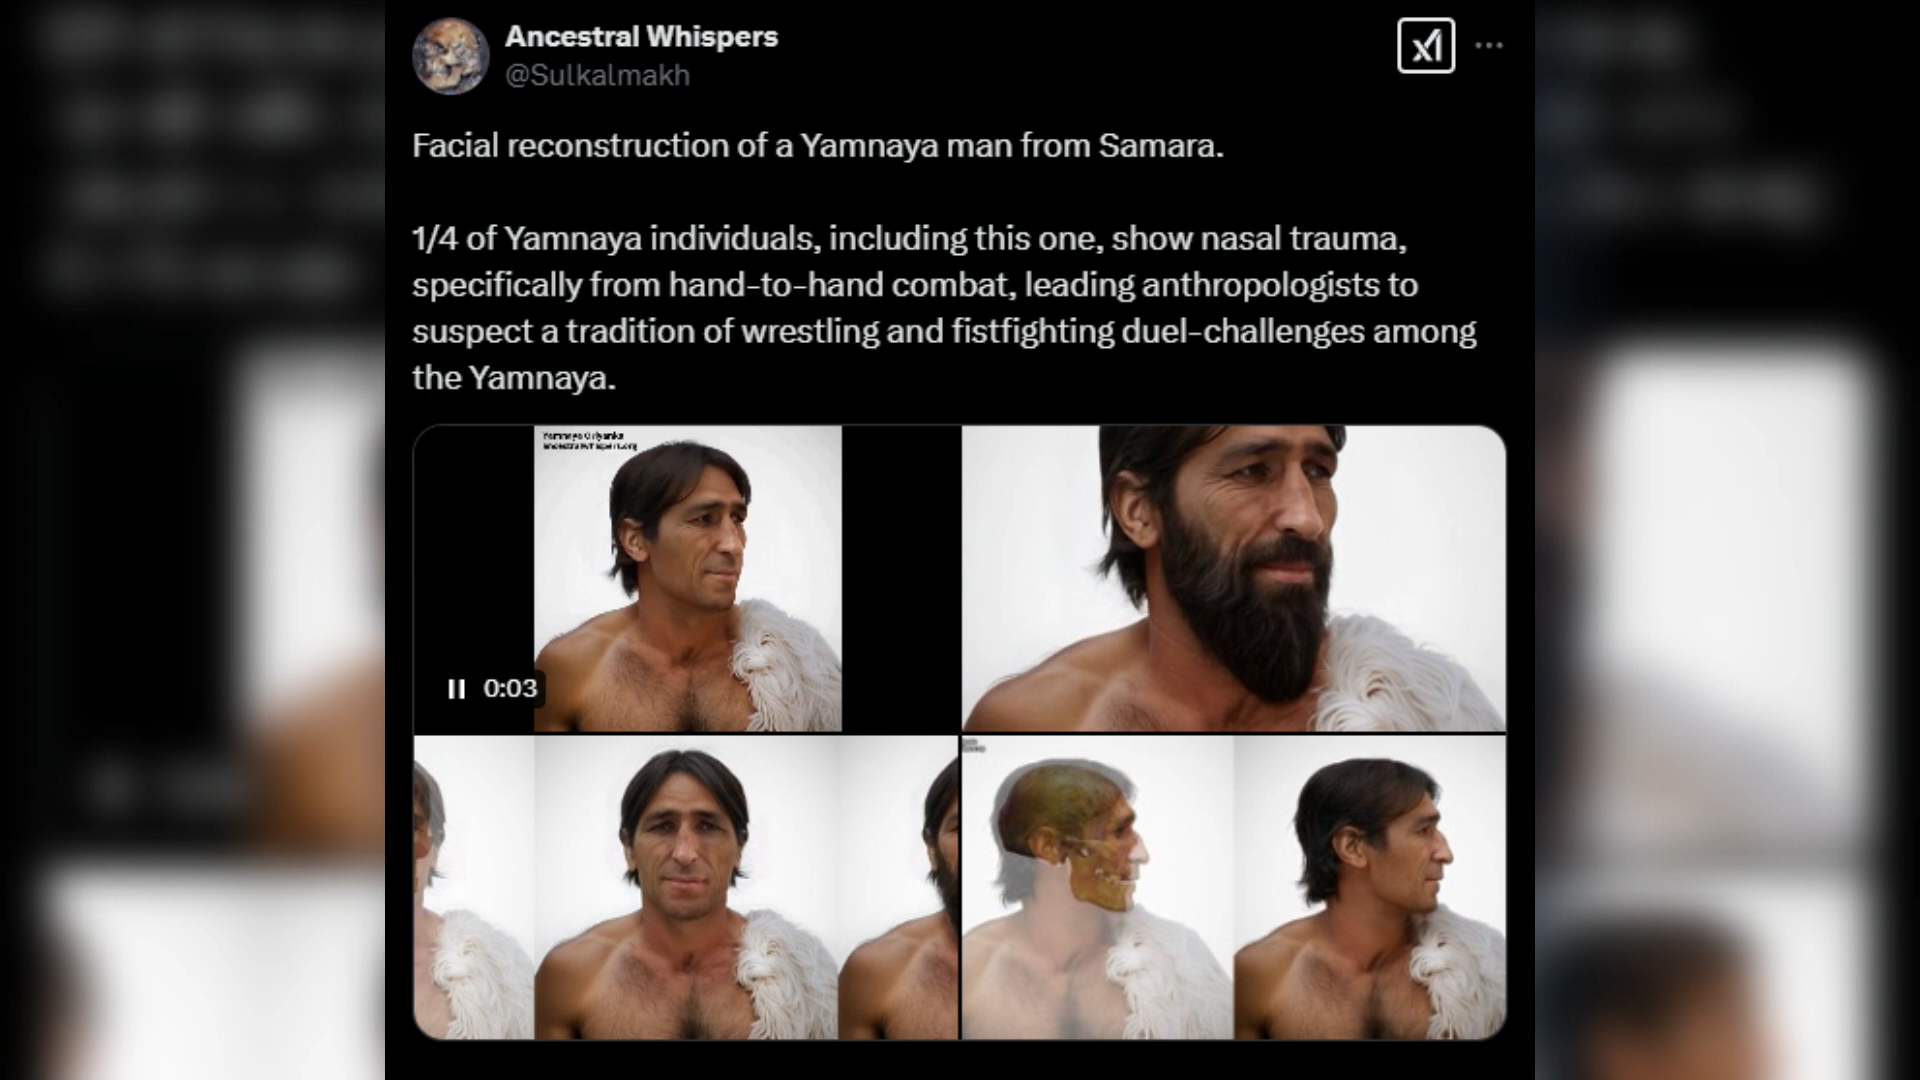 Ancestral Whispers
@Sulkalmakh
Facial reconstruction of a Yamnaya man from Samara.
1/4 of Yamnaya individuals, including this one, show nasal trauma,
specifically from hand-to-hand combat, leading anthropologists to
suspect a tradition of wrestling and fistfighting duel-challenges among
the Yamnaya.
0:03